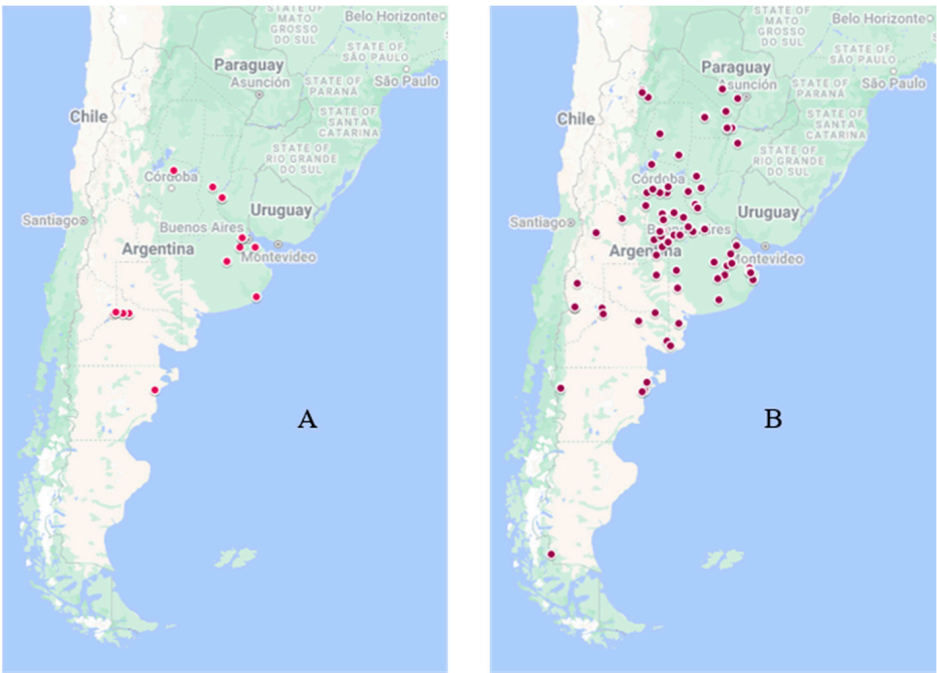 STATE OF
MATO
GROSSO
DO SUL
Belo Horizonte
STATE OF
SÃO PAULO
Paraguay
Asunción
São Paulo
STATE OF
PARANÁ
Chile
STATE OF
SANTA
CATARINA
STATE OF
RIO GRANDE
DO SUL
Córdoba
Uruguay
Santiago
Buenos Aires
Argentina
Montevideo
A
STATE OF
MATO
GROSSO
DO SUL
Belo Horizonte
STATE OF
SÃO PAULO
Paraguay
Asunción
São Paulo
STATE OF
PARANÁ
Chile
STATE OF
SANTA
CATARINA
STATE OF
RIO GRANDE
DO SUL
Córdoba
Uruguay
Santiago
Argentina
B